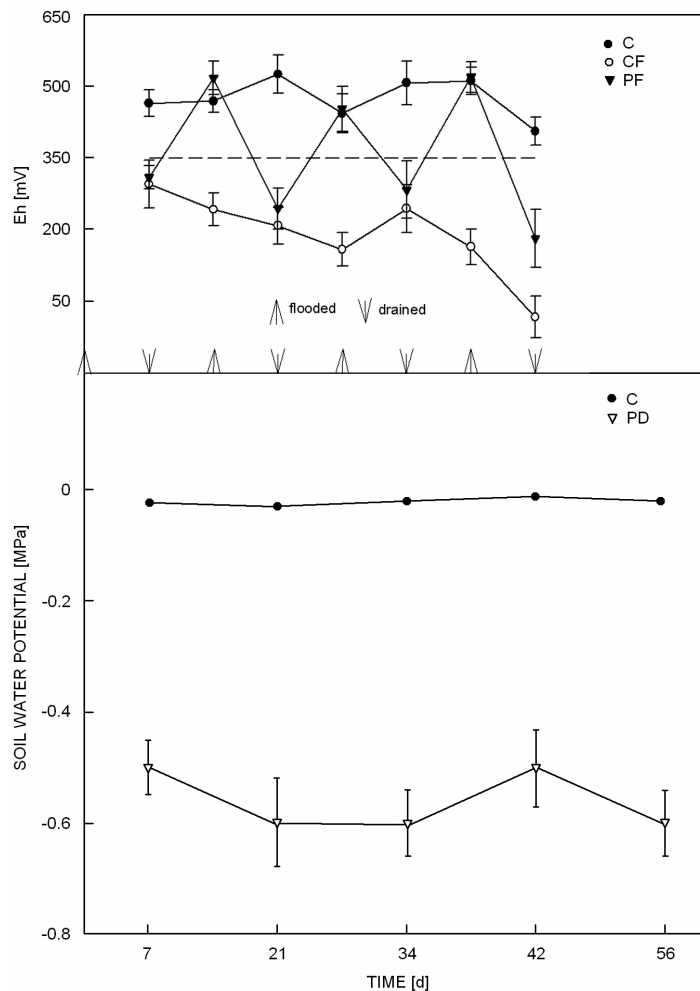 650
500
350
200
50
Eh [mV]
C
CF
PF
flooded
drained
C
PD
0
-0.2
-0.4
-0.6
-0.8
SOIL WATER POTENTIAL [MPa]
7 21 34 42 56
TIME [d]